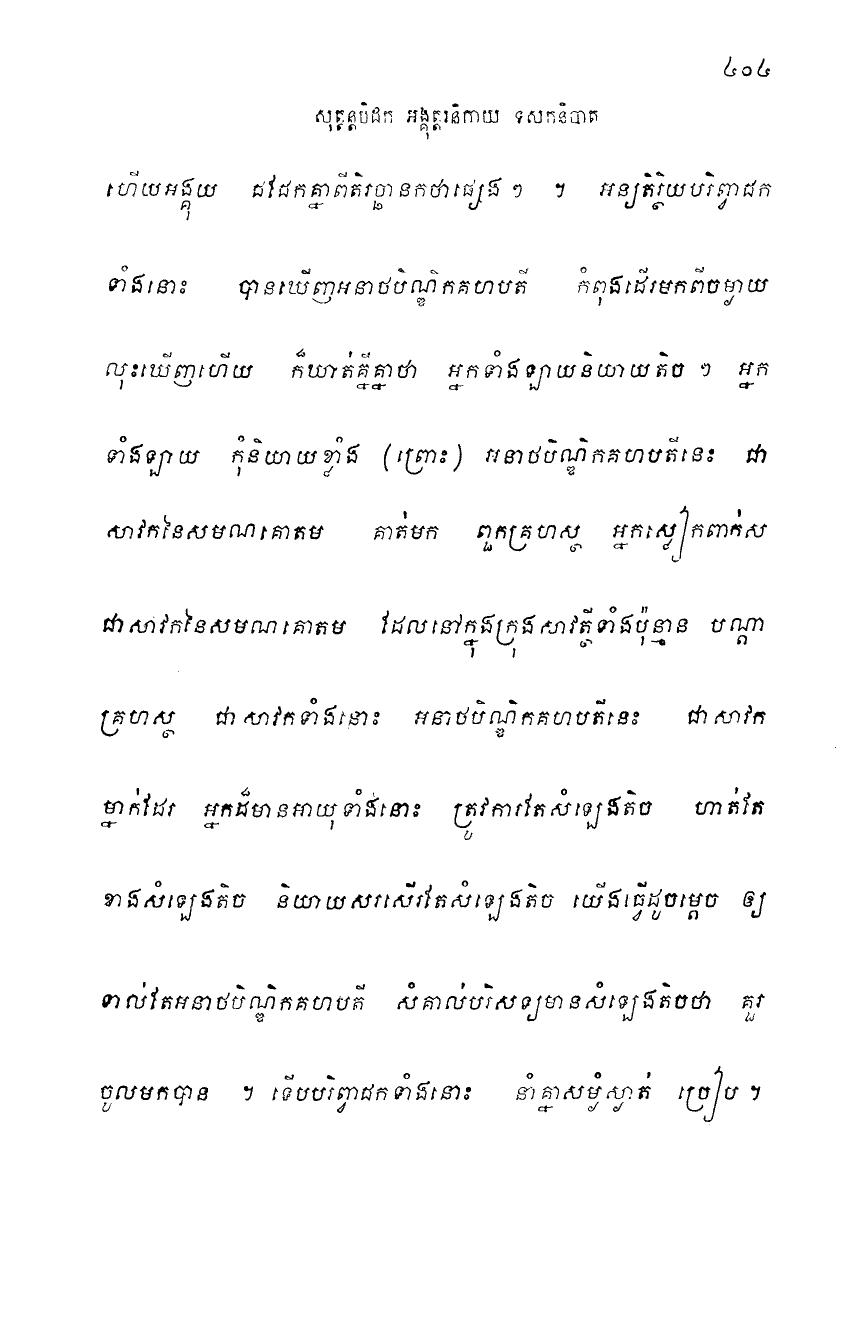 ៤០៤
សុត្តន្តបិដក អង្គុត្តរនិកាយ ទសកនិបាត
ហើយអង្គុយ ជជែកគ្នាពីតិរច្ឆានកថាផ្សេងៗ ។ អន្យតិរ្ថិយបរិព្វាជក
ទាំងនោះ បានឃើញអនាថបិណ្ឌិកគហបតី កំពុងដើរមកពីចម្ងាយ
លុះឃើញហើយ ក៏ឃាត់គ្នីគ្នាថា អ្នកទាំងឡាយនិយាយតិចៗ អ្នក
ទាំងឡាយ កុំនិយាយខ្លាំង (ព្រោះ) អនាថបិណ្ឌិកគហបតីនេះ ជា
សាវកនៃសមណគោតម គាត់មក ពួកគ្រហស្ថ អ្នកស្លៀកពាក់ស
ជាសាវកនៃសមណគោតម ដែលនៅក្នុងក្រុងសាវត្ថីទាំងប៉ុន្មាន បណ្តា
គ្រហស្ថ ជាសាវកទាំងនោះ អនាថបិណ្ឌិកគហបតីនេះ ជាសាវក
ម្នាក់ដែរ អ្នកដ៏មានអាយុទាំងនោះ ត្រូវការតែសំឡេងតិច ហាត់តែ
ខាងសំឡេងតិច និយាយសរសើរតែសំឡេងតិច យើងធ្វើដូចម្តេច ឲ្យ
ទាល់តែអនាថបិណ្ឌិកគហបតី សំគាល់បរិសទ្យមានសំឡេងតិចថា គួរ
ចូលមកបាន ។ ទើបបរិព្វាជកទាំងនោះ នាំគ្នាសម្ងំស្ងាត់ ច្រៀប ។